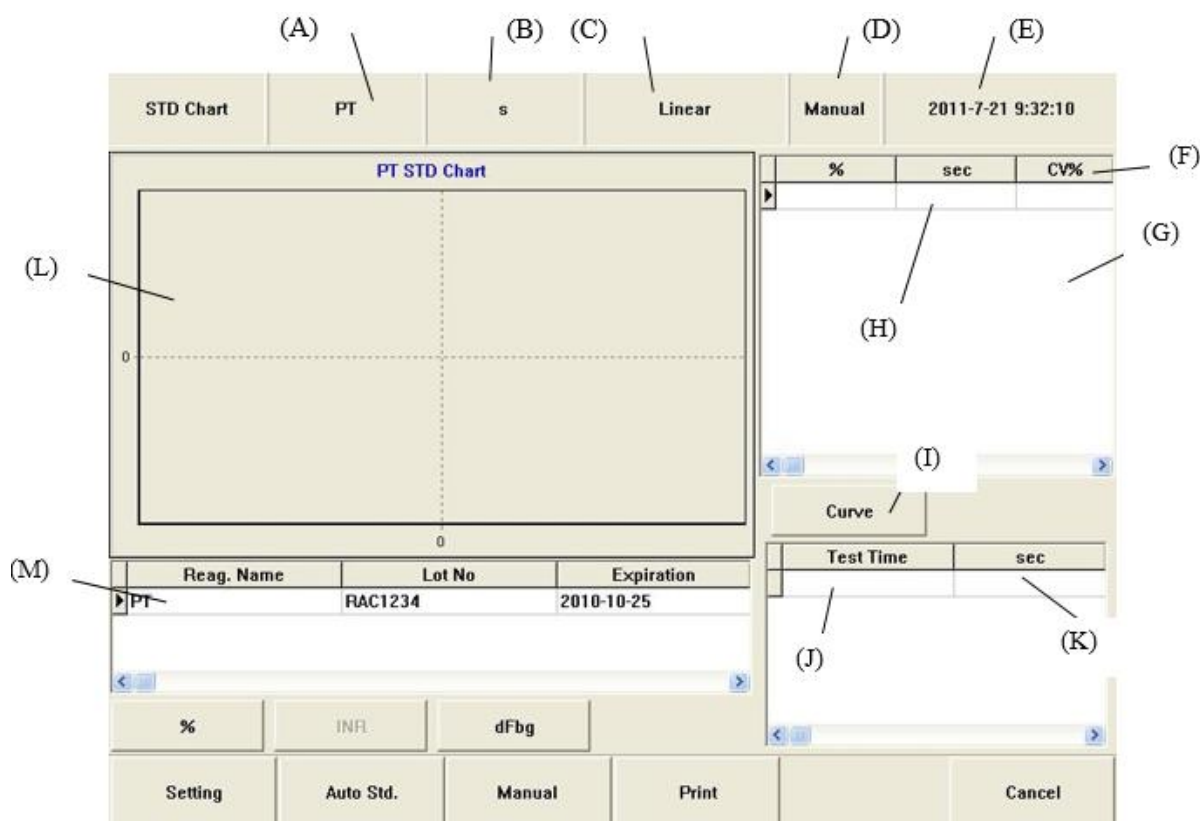 (A) (B) (C) (D) (E)
STD Chart PT s Linear Manual 2011-7-21 9:32:10
PT STD Chart
% sec CV% (F)
(G)
(L)
(H)
0
0
(I)
Curve
Test Time sec
(M)
Reag. Name Lot No Expiration
PT RAC1234 2010-10-25
(J) (K)
% INR dFbg
Setting Auto Std. Manual Print Cancel